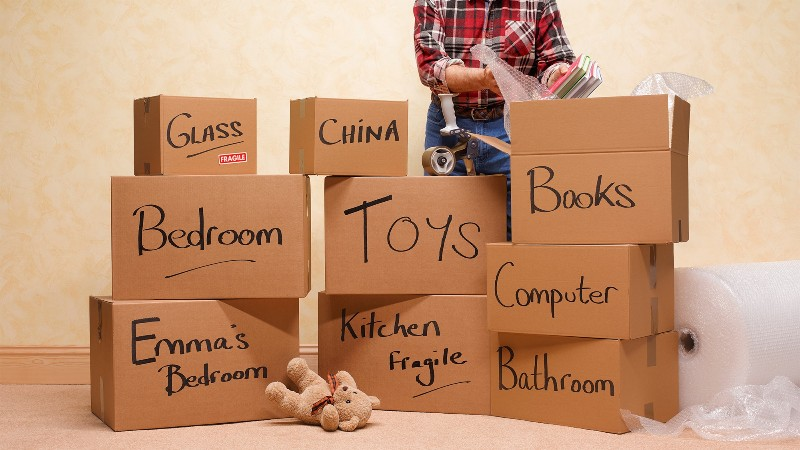 Glass
FRAGILE
China
Bedroom
Toys
Books
Computer
Emma's
Bedroom
Kitchen
Fragile
Bathroom